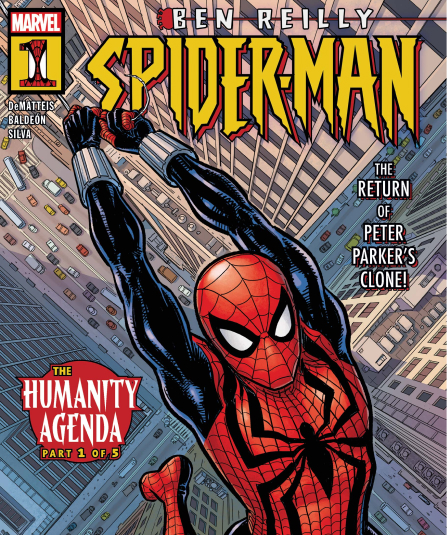 MARVEL
1
BEN REILLY
SPIDER-MAN
DeMATTEIS
BALDEÓN
SILVA
THE
RETURN
OF
PETER
PARKER'S
CLONE!
THE
HUMANITY
AGENDA
PART 1 OF 5